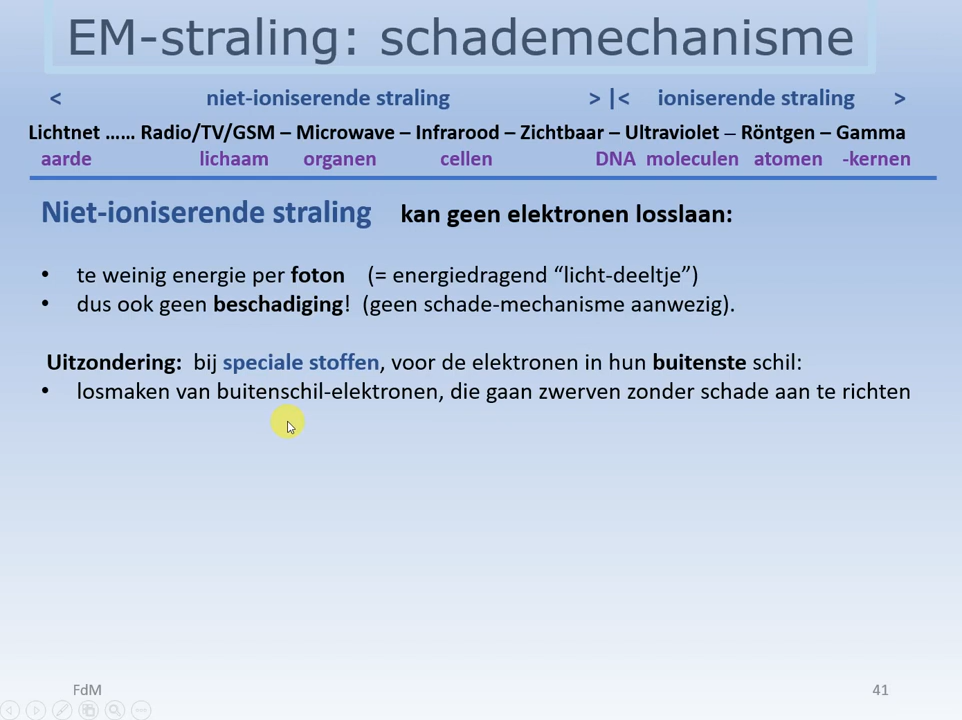 EM-straling: schademechanisme
< niet-ioniserende straling > |< ioniserende straling >
Lichtnet …… Radio/TV/GSM – Microwave – Infrarood – Zichtbaar – Ultraviolet – Röntgen – Gamma
aarde lichaam organen cellen DNA moleculen atomen -kernen
Niet-ioniserende straling kan geen elektronen losslaan:
• te weinig energie per foton (= energiedragend “licht-deeltje”)
• dus ook geen beschadiging! (geen schade-mechanisme aanwezig).
Uitzondering: bij speciale stoffen, voor de elektronen in hun buitenste schil:
• losmaken van buitenschil-elektronen, die gaan zwerven zonder schade aan te richten
FdM 41